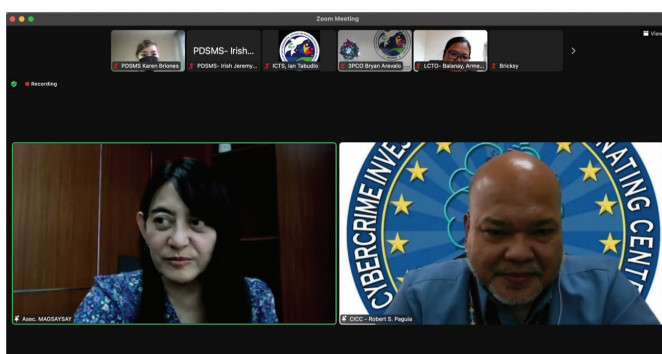 Zoom Meeting
View
PDSMS- Irish...
PDSMS Karen Briones
PDSMS- Irish Jeremy...
ICTS, Ian Tabudlo
3PCO Bryan Arevalo
LCTO- Balanay, Arme...
Bricksy
Recording
CYBERCRIME INVES
NATING CENT
Asec. MAGSAYSAY
CICC - Robert S. Paguia